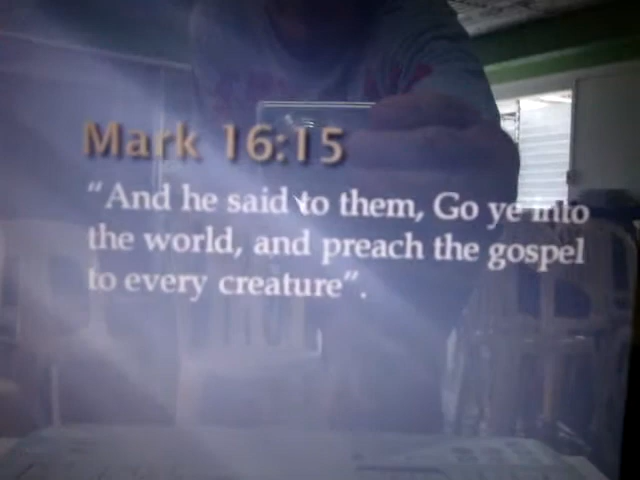 Mark 16:15
“And he said to them, Go ye into
the world, and preach the gospel
to every creature”.